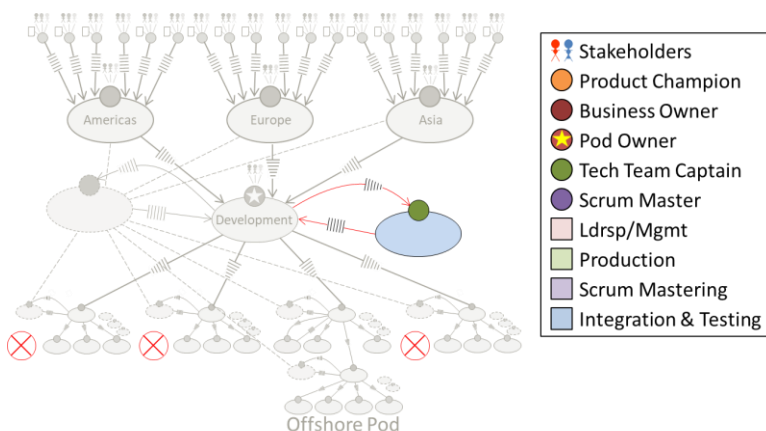 Americas
Europe
Asia
Development
Offshore Pod
Stakeholders
Product Champion
Business Owner
Pod Owner
Tech Team Captain
Scrum Master
Ldrsp/Mgmt
Production
Scrum Mastering
Integration & Testing